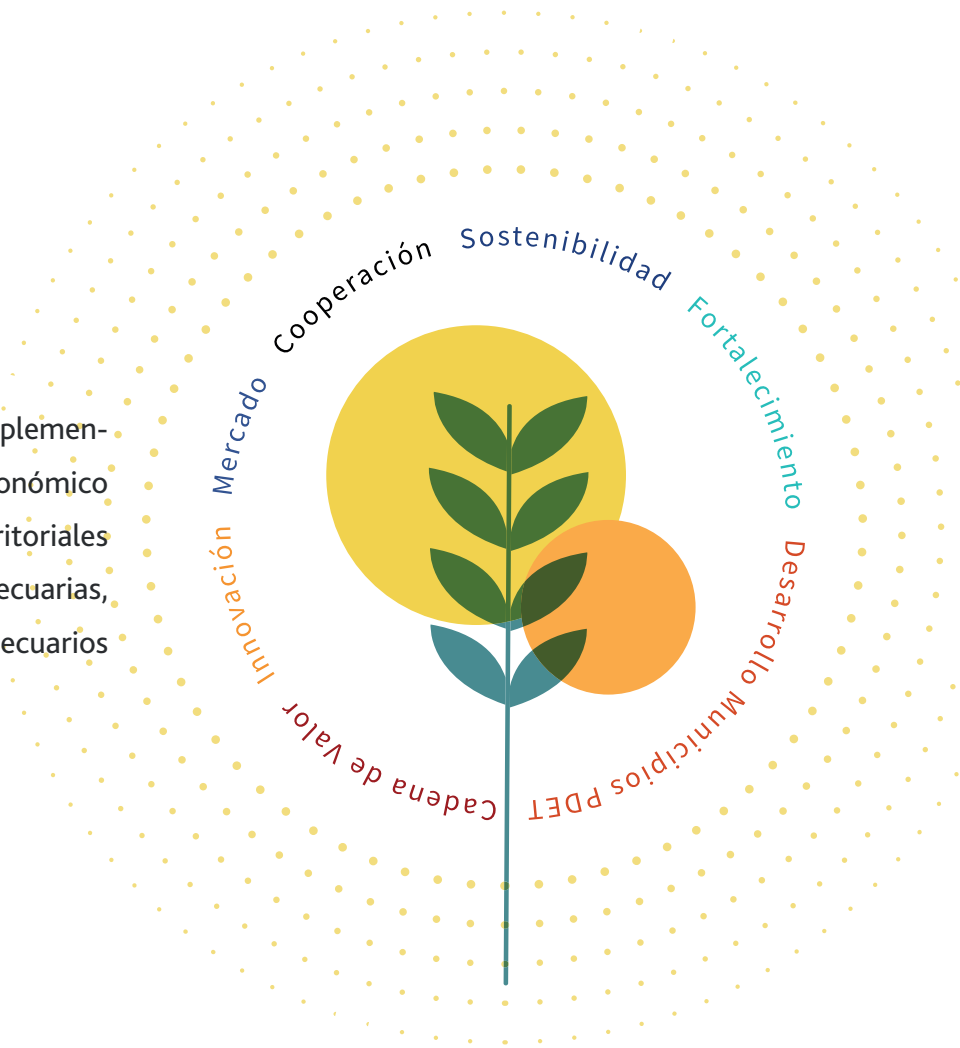 Sostenibilidad
Fortalecimiento
Desarrollo Municipios PDET
Cadena de Valor
Innovación
Mercado
Cooperación
plemen-
onómico
ritoriales
ecuarias,
ecuarios